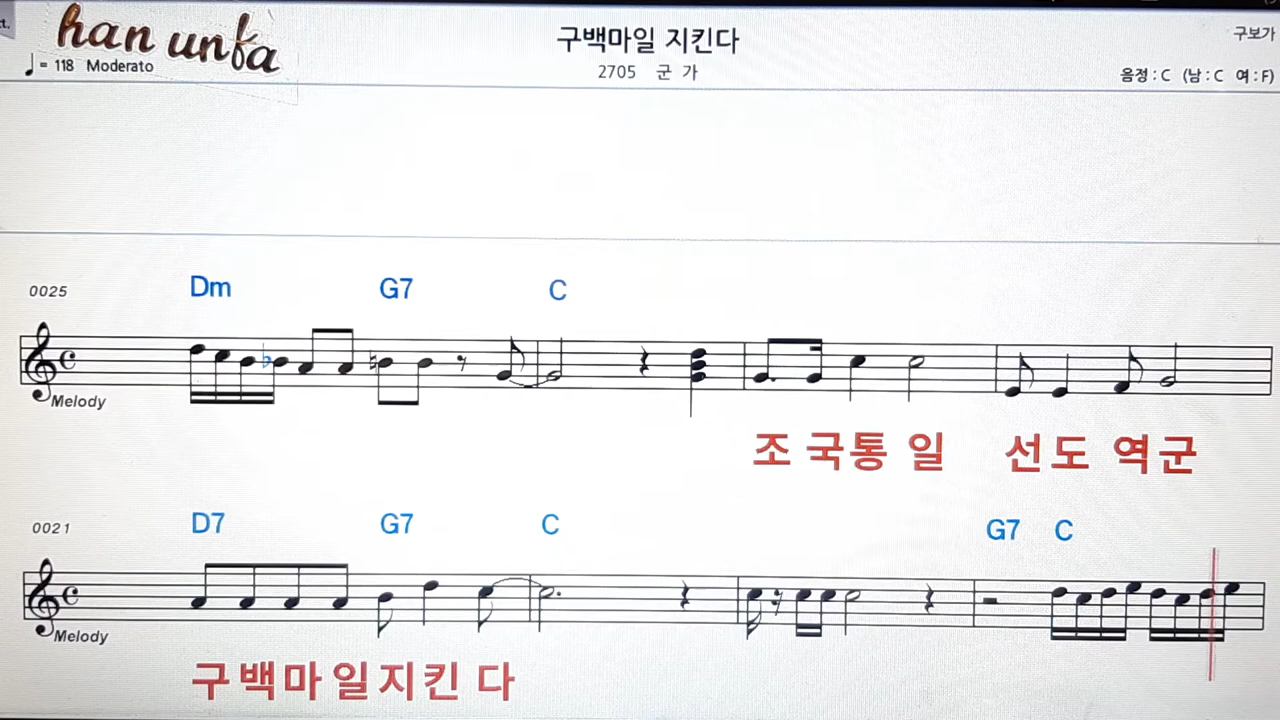 ct.
han unfa
♩= 118 Moderato
구백마일 지킨다
2705 군 가
구보가
음정 : C (남 : C 여 : F)
0025 Dm G7 C
Melody
조 국통 일 선도 역군
0021 D7 G7 C G7 C
Melody
구백마일지킨 다